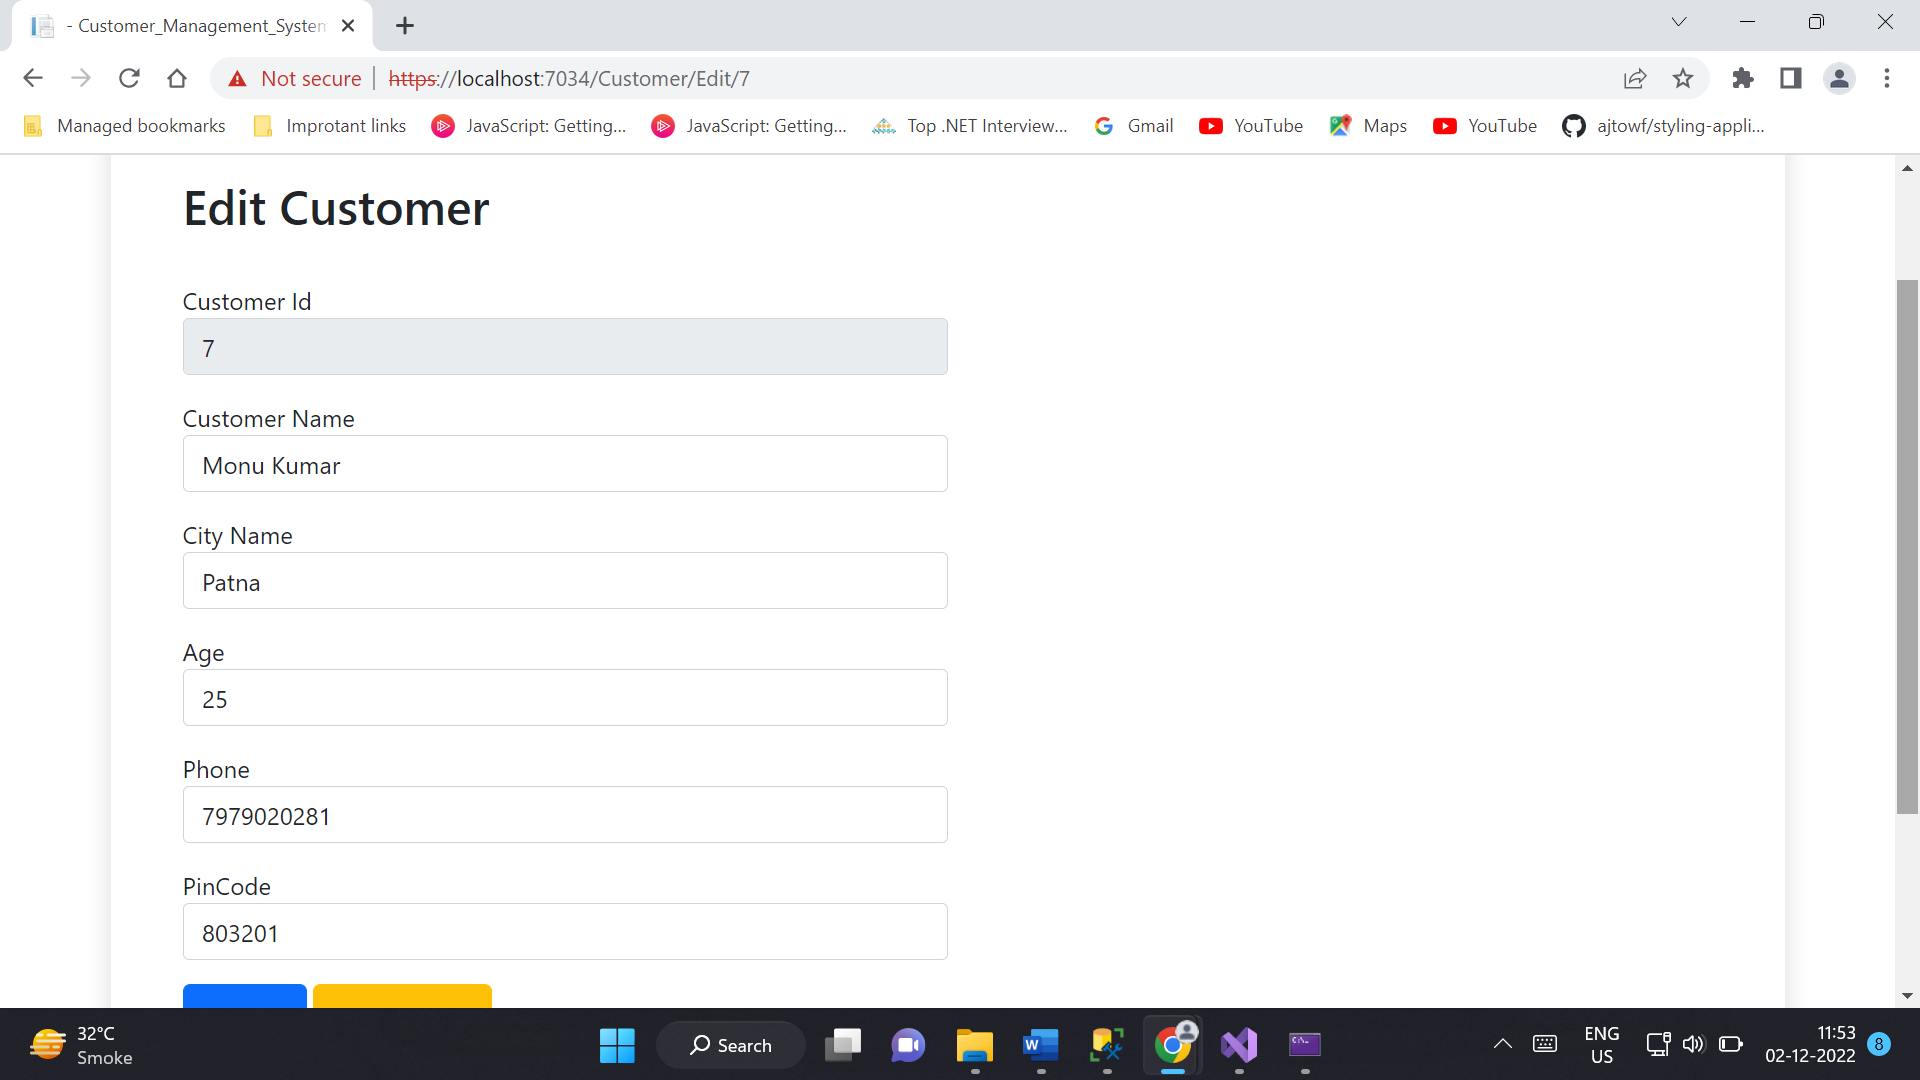 - Customer_Management_System
Not secure https://localhost:7034/Customer/Edit/7
Managed bookmarks Improtant links JavaScript: Getting... JavaScript: Getting... Top .NET Interview... Gmail YouTube Maps YouTube ajtowf/styling-appli...
Edit Customer
Customer Id
7
Customer Name
Monu Kumar
City Name
Patna
Age
25
Phone
7979020281
PinCode
803201
32°C
Smoke
Search
ENG
US
11:53
02-12-2022
8